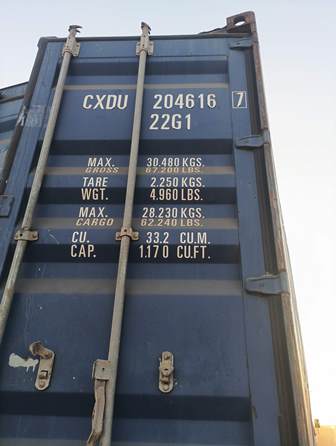 CXDU 204616 7
22G1
MAX. 30.480 KGS.
GROSS 67.200 LBS.
TARE 2.250 KGS.
WGT. 4.960 LBS.
MAX. 28.230 KGS.
CARGO 62.240 LBS.
CU. 33.2 CU.M.
CAP. 1.170 CU.FT.